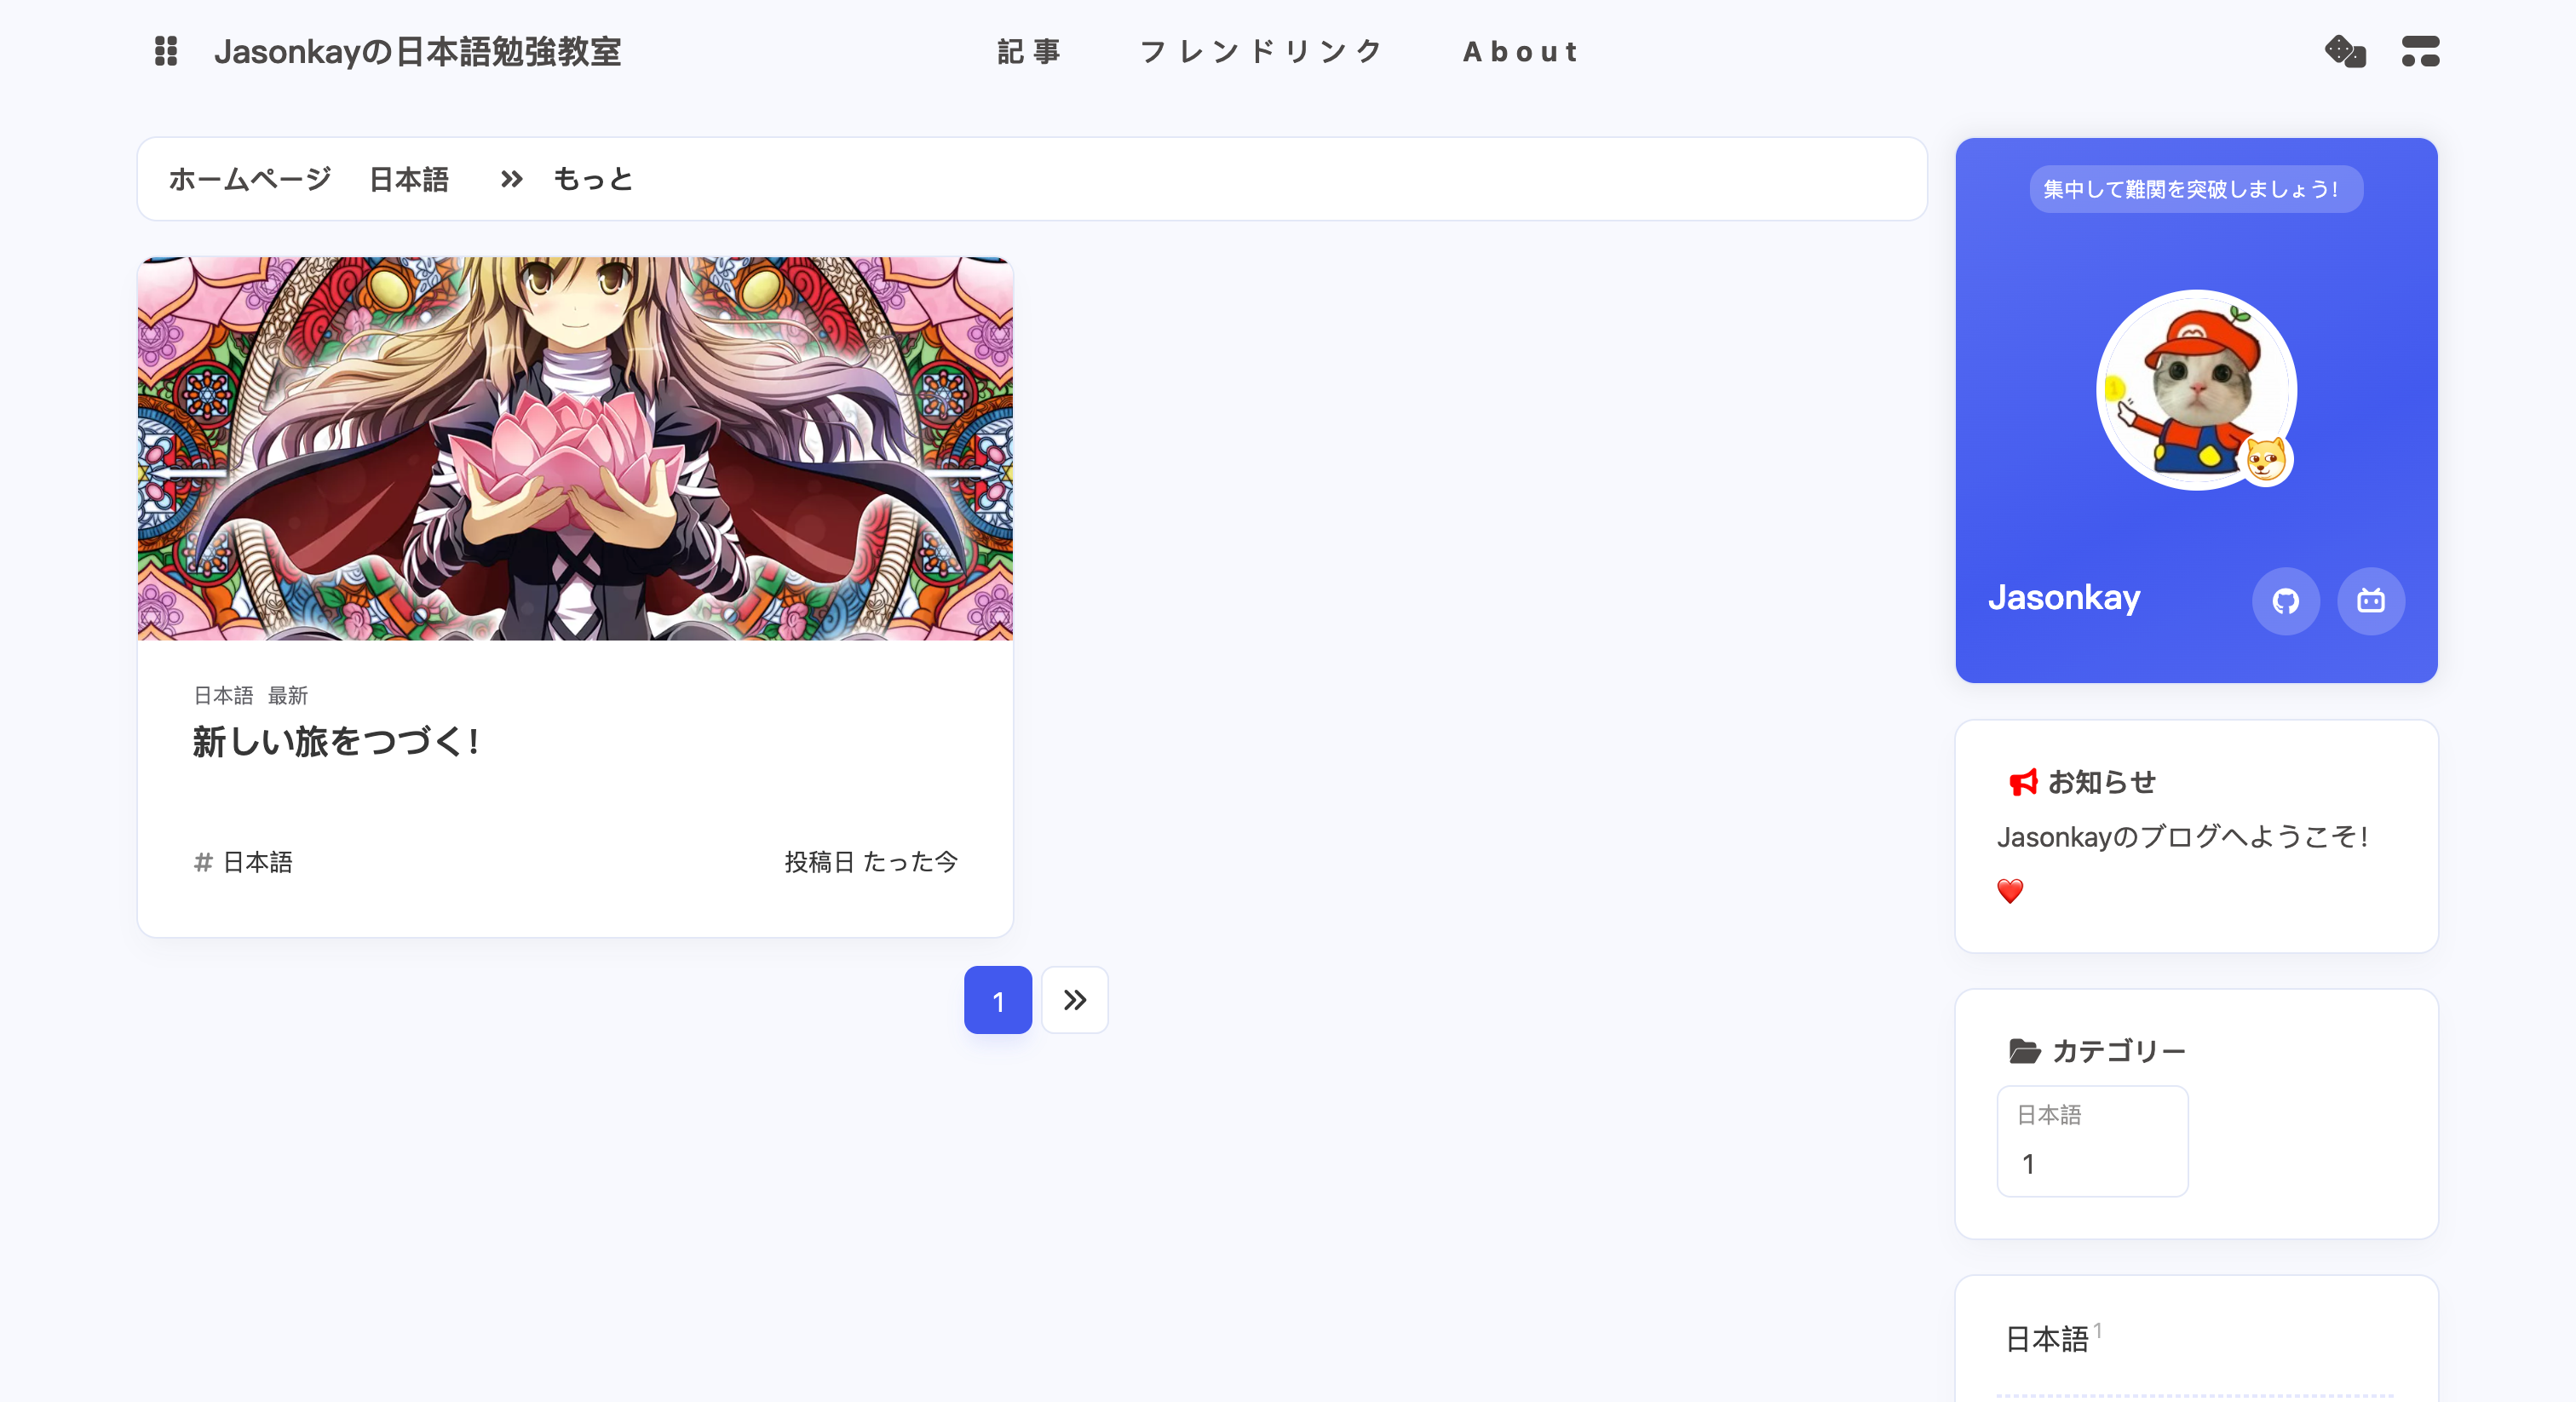 Jasonkayの日本語勉強教室
記事 フレンドリンク About
ホームページ 日本語 もっと
日本語 最新
新しい旅をつづく!
# 日本語 投稿日 たった今
1
集中して難関を突破しましょう!
Jasonkay
お知らせ
Jasonkayのブログへようこそ!
❤️
カテゴリー
日本語
1
日本語1